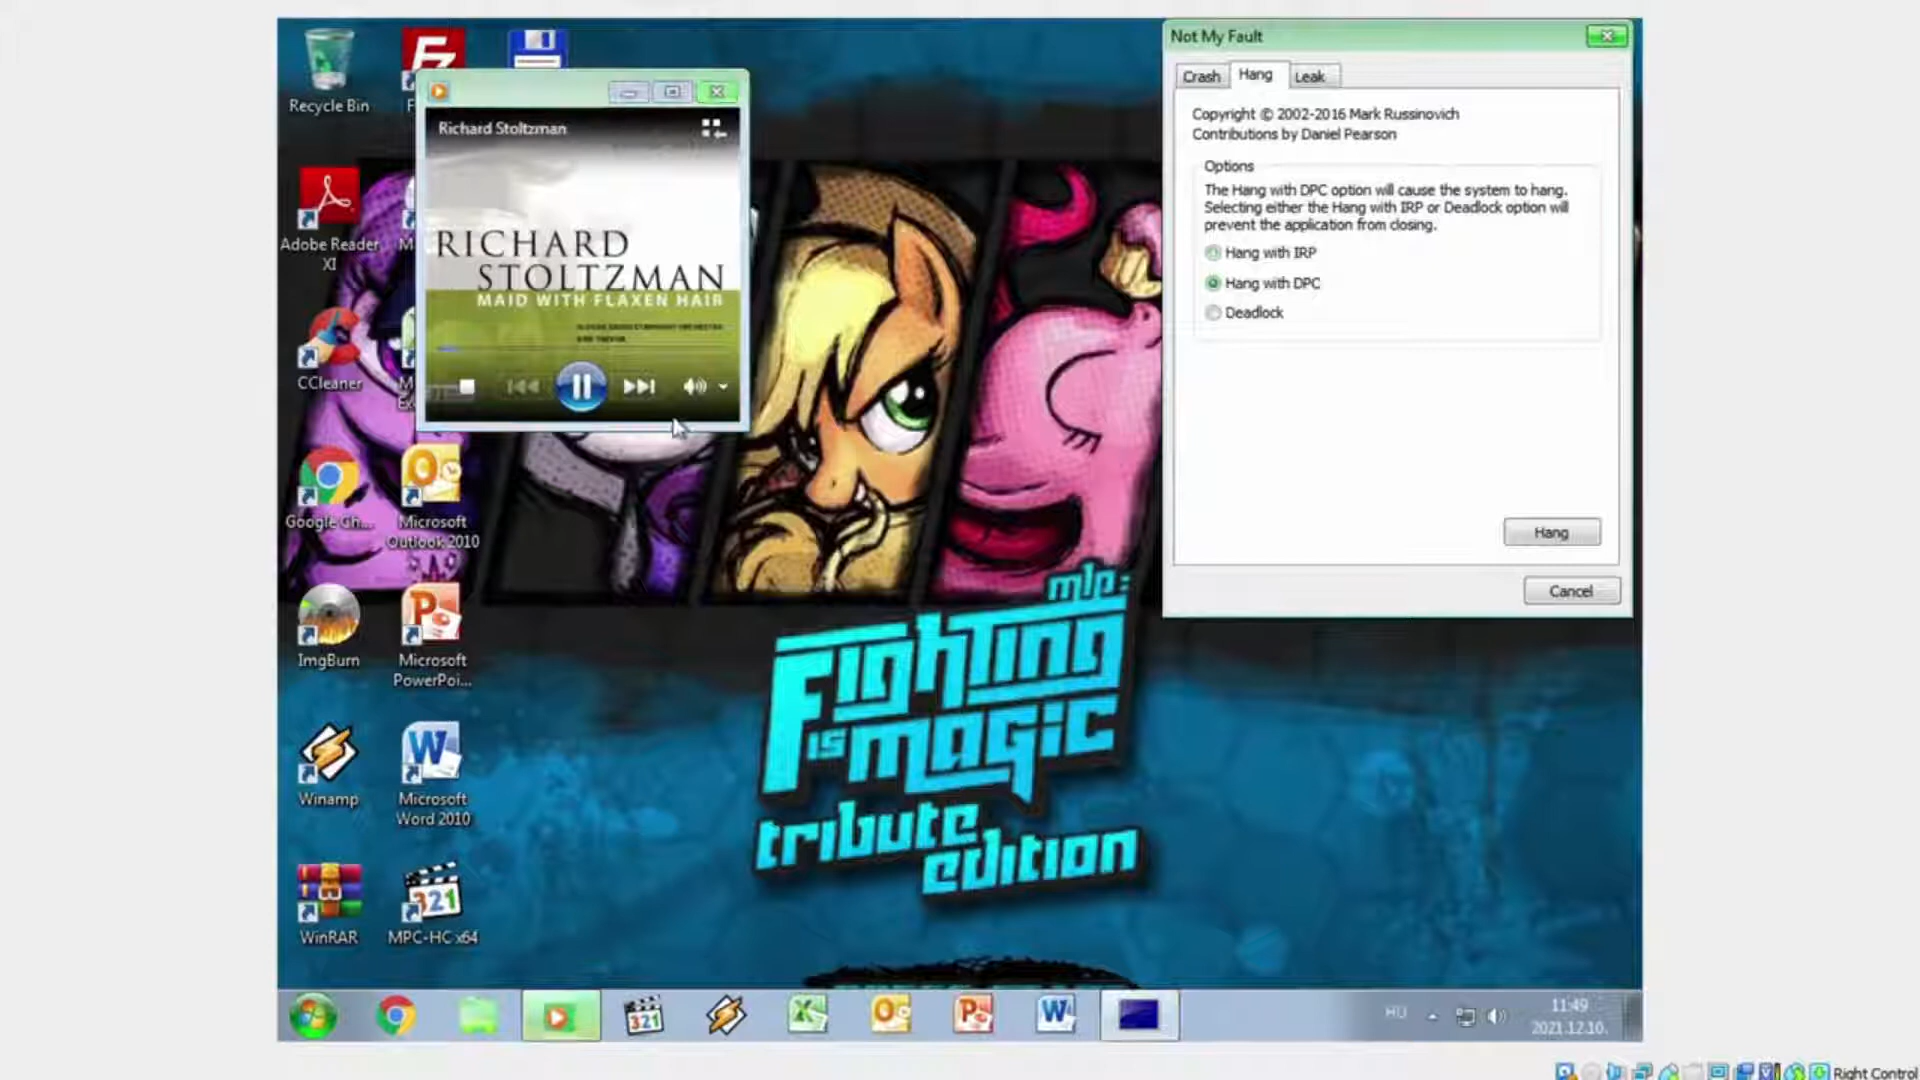 Recycle Bin
Adobe Reader
XI
CCleaner
Google Ch...
Microsoft
Outlook 2010
ImgBurn
Microsoft
PowerPoi...
Winamp
Microsoft
Word 2010
WinRAR
321
MPC-HC x64
Richard Stoltzman
RICHARD
STOLTZMAN
MAID WITH FLAXEN HAIR
mlp:
Fighting
is magic
tribute
edition
Not My Fault
Crash
Hang
Leak
Copyright © 2002-2016 Mark Russinovich
Contributions by Daniel Pearson
Options
The Hang with DPC option will cause the system to hang.
Selecting either the Hang with IRP or Deadlock option will
prevent the application from closing.
Hang with IRP
Hang with DPC
Deadlock
Hang
Cancel
321
HU
11:49
2021.12.10.
Right Control